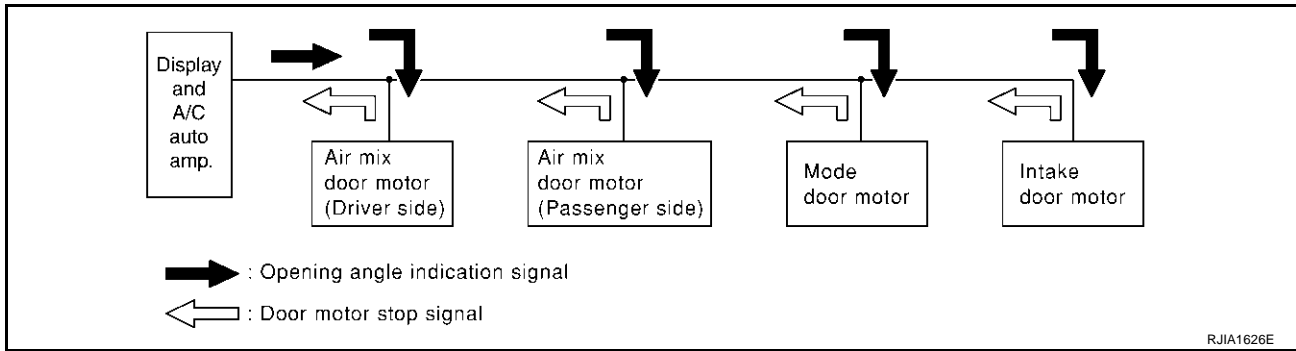 Display
and
A/C
auto
amp.
Air mix
door motor
(Driver side)
Air mix
door motor
(Passenger side)
Mode
door motor
Intake
door motor
: Opening angle indication signal
: Door motor stop signal
RJIA1626E